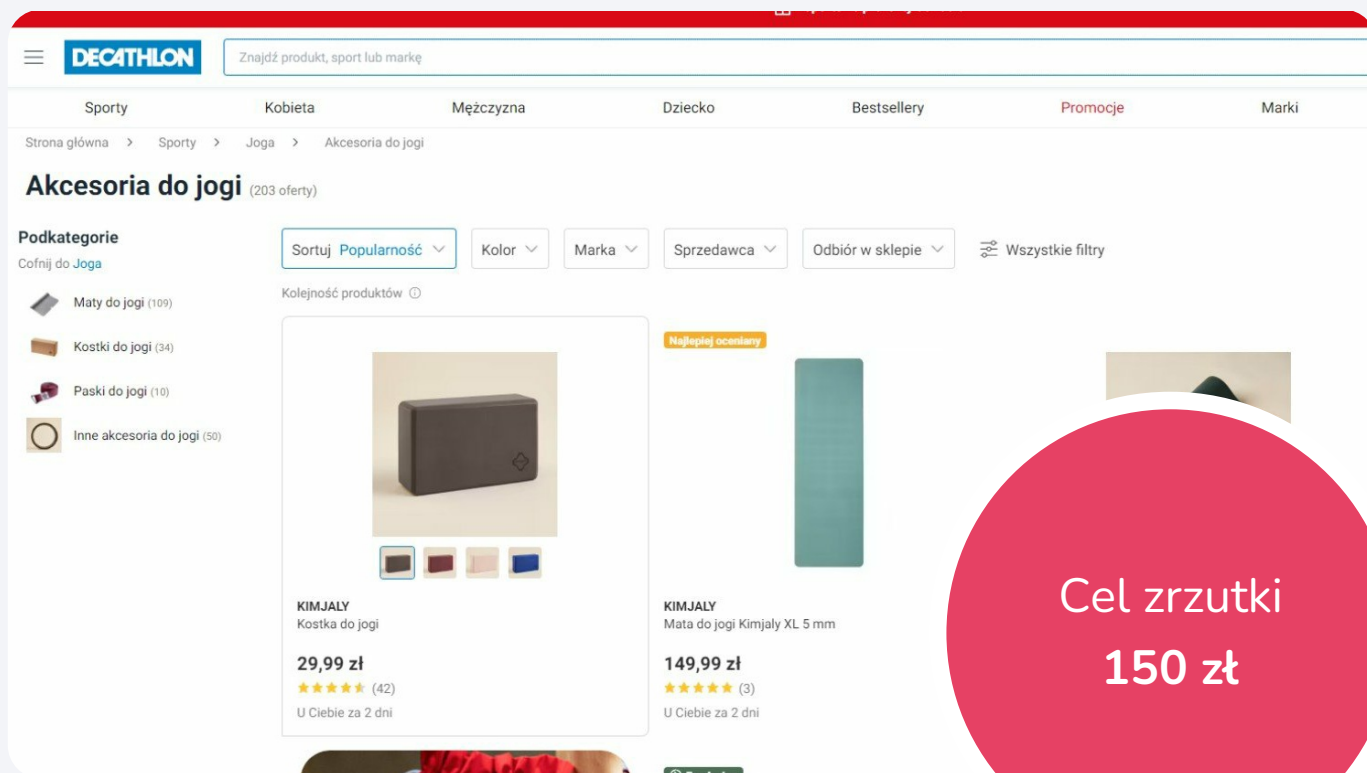 DECATHLON
Znajdź produkt, sport lub markę
Sporty Kobieta Mężczyzna Dziecko Bestsellery Promocje Marki
Strona główna > Sporty > Joga > Akcesoria do jogi
Akcesoria do jogi (203 oferty)
Podkategorie
Cofnij do Joga
Maty do jogi (109)
Kostki do jogi (34)
Paski do jogi (10)
Inne akcesoria do jogi (50)
Sortuj Popularność Kolor Marka Sprzedawca Odbiór w sklepie Wszystkie filtry
Kolejność produktów
KIMJALY
Kostka do jogi
29,99 zł
(42)
U Ciebie za 2 dni
Najlepiej oceniany
KIMJALY
Mata do jogi Kimjaly XL 5 mm
149,99 zł
(3)
U Ciebie za 2 dni
Cel zrzutki
150 zł